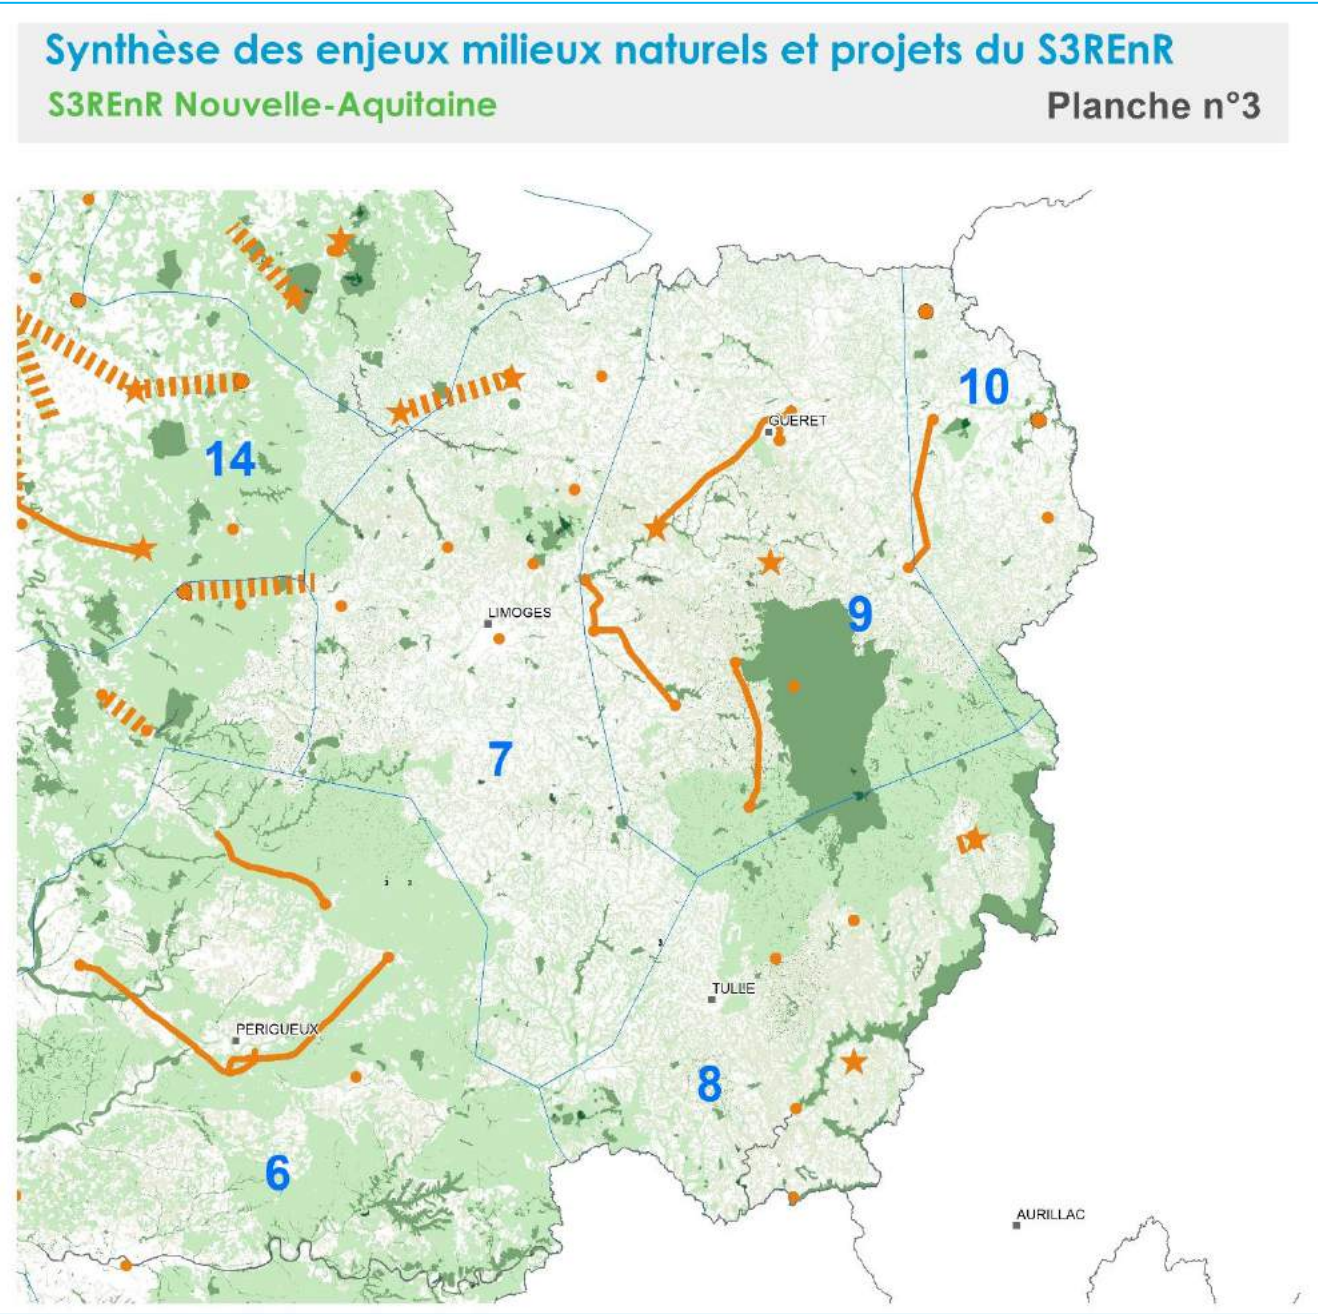 Synthèse des enjeux milieux naturels et projets du S3REnR
S3REnR Nouvelle-Aquitaine
Planche n°3
10
GUERET
14
LIMOGES
9
7
TULLE
PERIGUEUX
8
6
AURILLAC